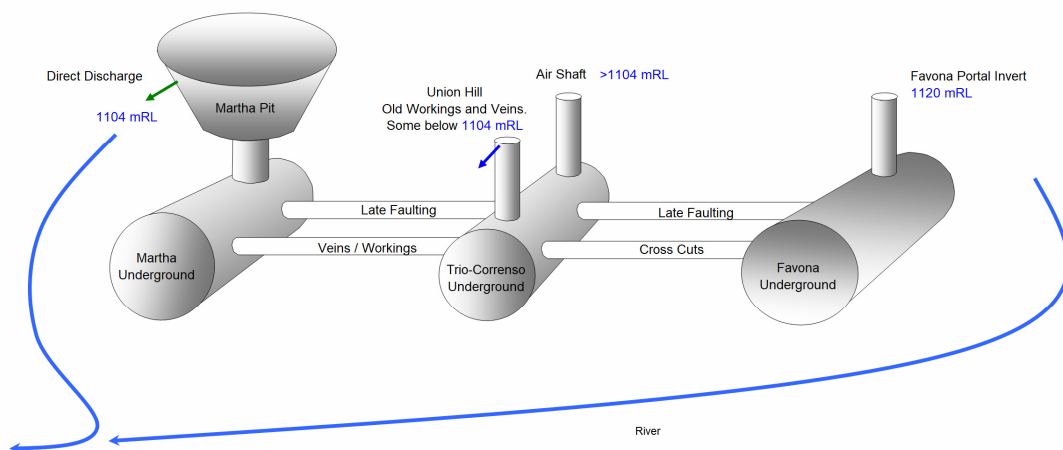 Direct Discharge
1104 mRL
Martha Pit
Union Hill
Old Workings and Veins.
Some below 1104 mRL
Air Shaft >1104 mRL
Favona Portal Invert
1120 mRL
Late Faulting
Late Faulting
Veins / Workings
Cross Cuts
Martha
Underground
Trio-Correnso
Underground
Favona
Underground
River